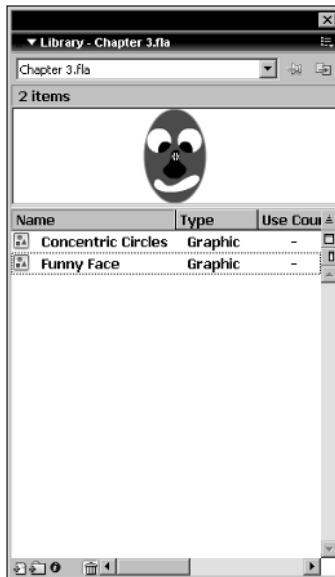 Library - Chapter 3.fla
Chapter 3.fla
2 items
Name Type Use Cou
Concentric Circles Graphic -
Funny Face Graphic -